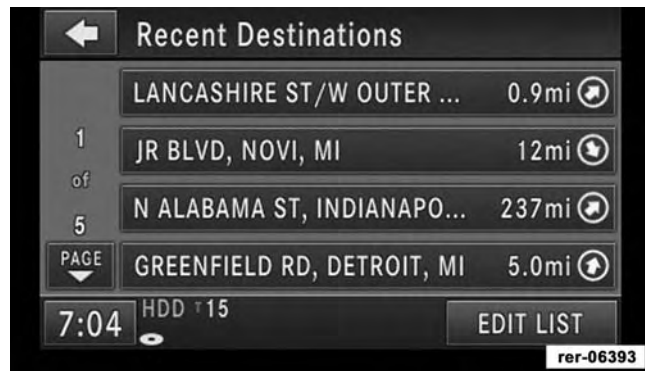 Recent Destinations
LANCASHIRE ST/W OUTER ... 0.9mi
1 of 5
JR BLVD, NOVI, MI 12mi
N ALABAMA ST, INDIANAPO... 237mi
PAGE
GREENFIELD RD, DETROIT, MI 5.0mi
7:04 HDD T15 EDIT LIST
rer-06393